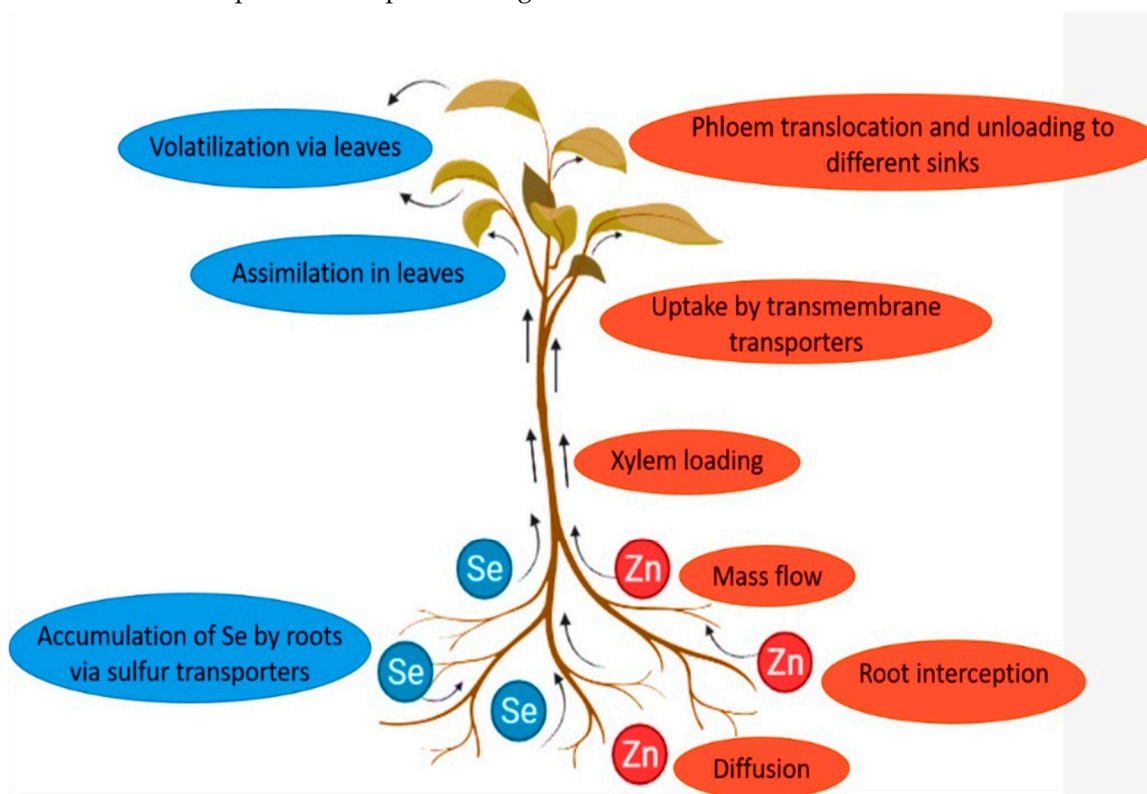 Volatilization via leaves
Phloem translocation and unloading to
different sinks
Assimilation in leaves
Uptake by transmembrane
transporters
Xylem loading
Se
Zn
Mass flow
Accumulation of Se by roots
via sulfur transporters
Se
Zn
Root interception
Se
Zn
Diffusion